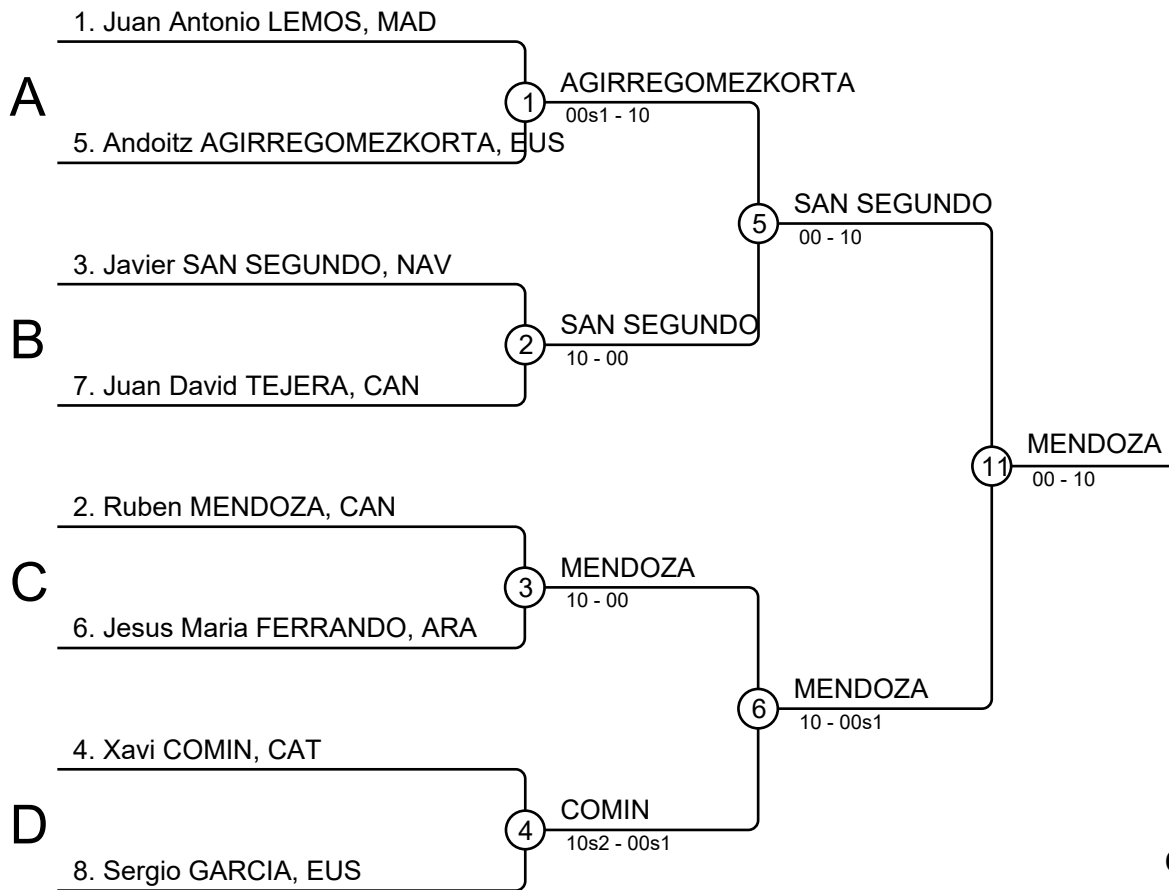 1. Juan Antonio LEMOS, MAD
A
1
AGIRREGOMEZKORTA
00s1 - 10
5. Andoitz AGIRREGOMEZKORTA, EUS
5
SAN SEGUNDO
00 - 10
3. Javier SAN SEGUNDO, NAV
B
2
SAN SEGUNDO
10 - 00
7. Juan David TEJERA, CAN
11
MENDOZA
00 - 10
2. Ruben MENDOZA, CAN
C
3
MENDOZA
10 - 00
6. Jesus Maria FERRANDO, ARA
6
MENDOZA
10 - 00s1
4. Xavi COMIN, CAT
D
4
COMIN
10s2 - 00s1
8. Sergio GARCIA, EUS